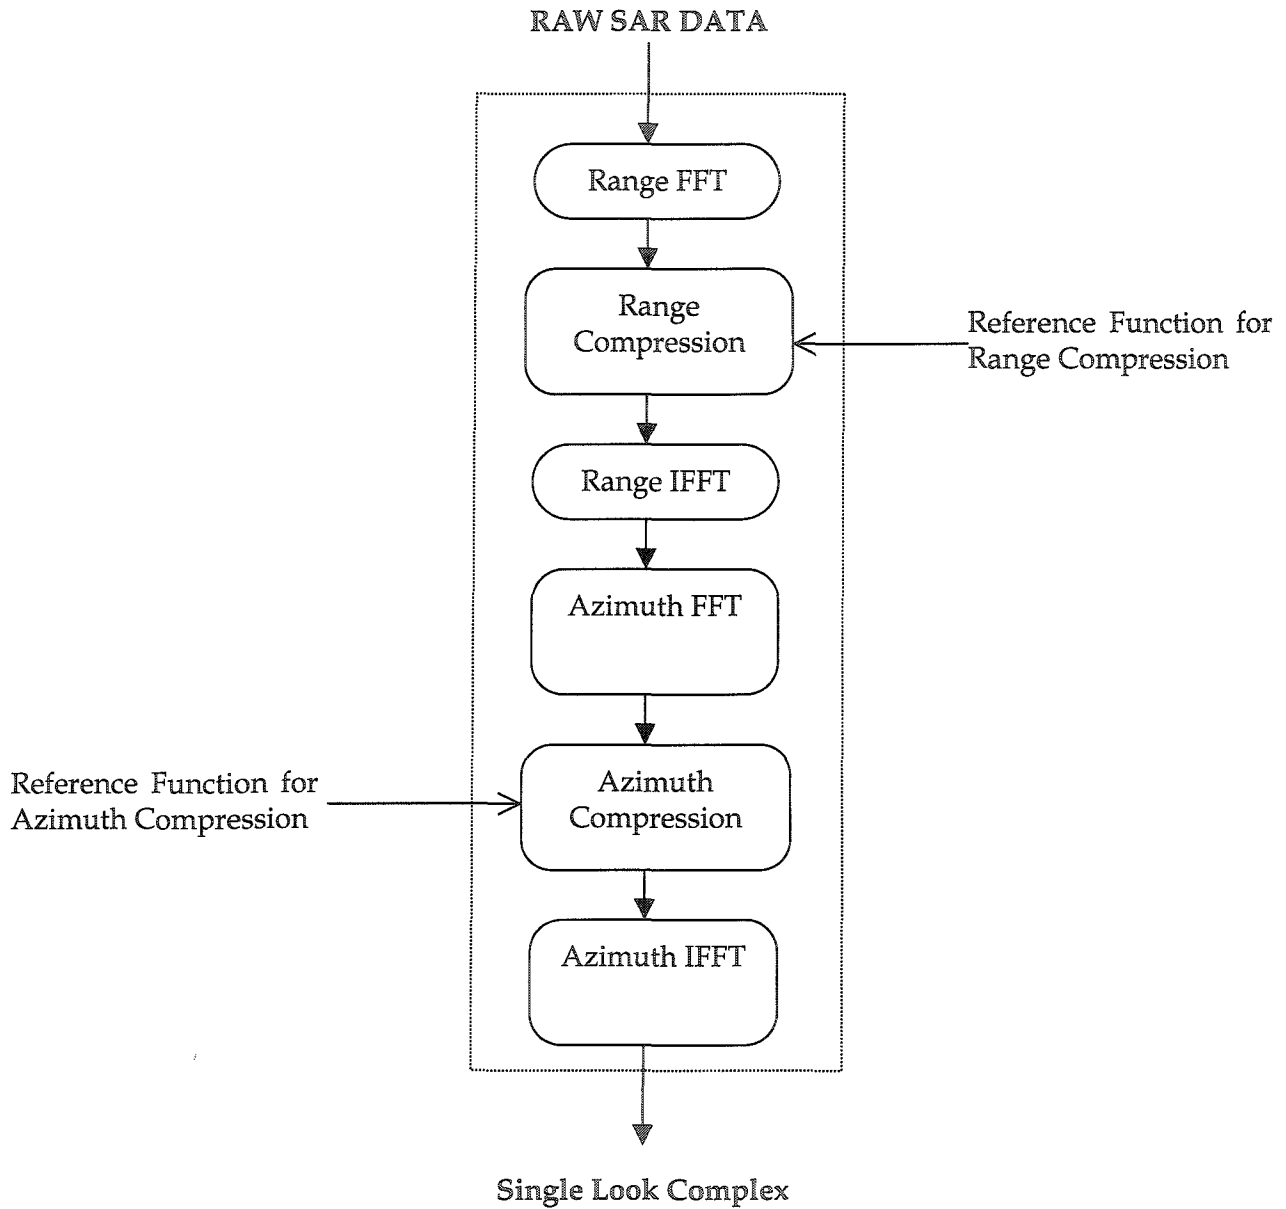 RAW SAR DATA
Range FFT
Range
Compression
Reference Function for
Range Compression
Range IFFT
Azimuth FFT
Reference Function for
Azimuth Compression
Azimuth
Compression
Azimuth IFFT
Single Look Complex